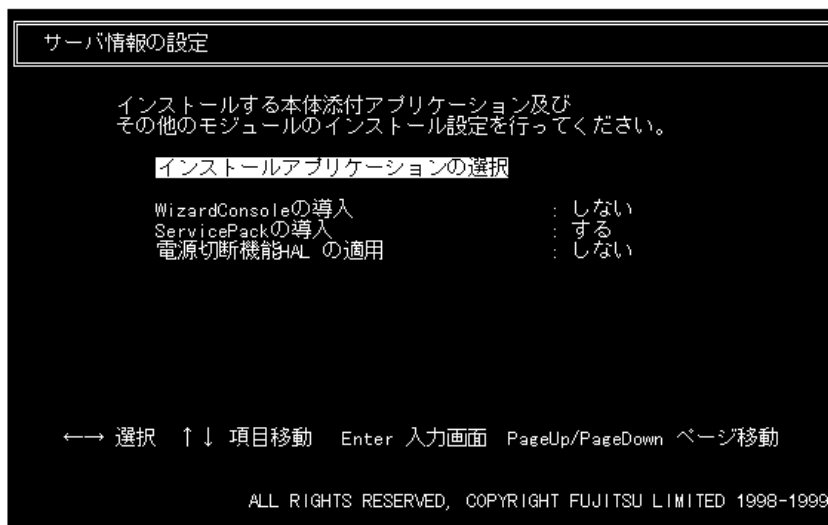 サーバ情報の設定
インストールする本体添付アプリケーション及び
その他のモジュールのインストール設定を行ってください。
インストールアプリケーションの選択
WizardConsoleの導入 : しない
ServicePackの導入 : する
電源切断機能HAL の適用 : しない
←→ 選択 ↑↓ 項目移動 Enter 入力画面 PageUp/PageDown ページ移動
ALL RIGHTS RESERVED, COPYRIGHT FUJITSU LIMITED 1998-1999